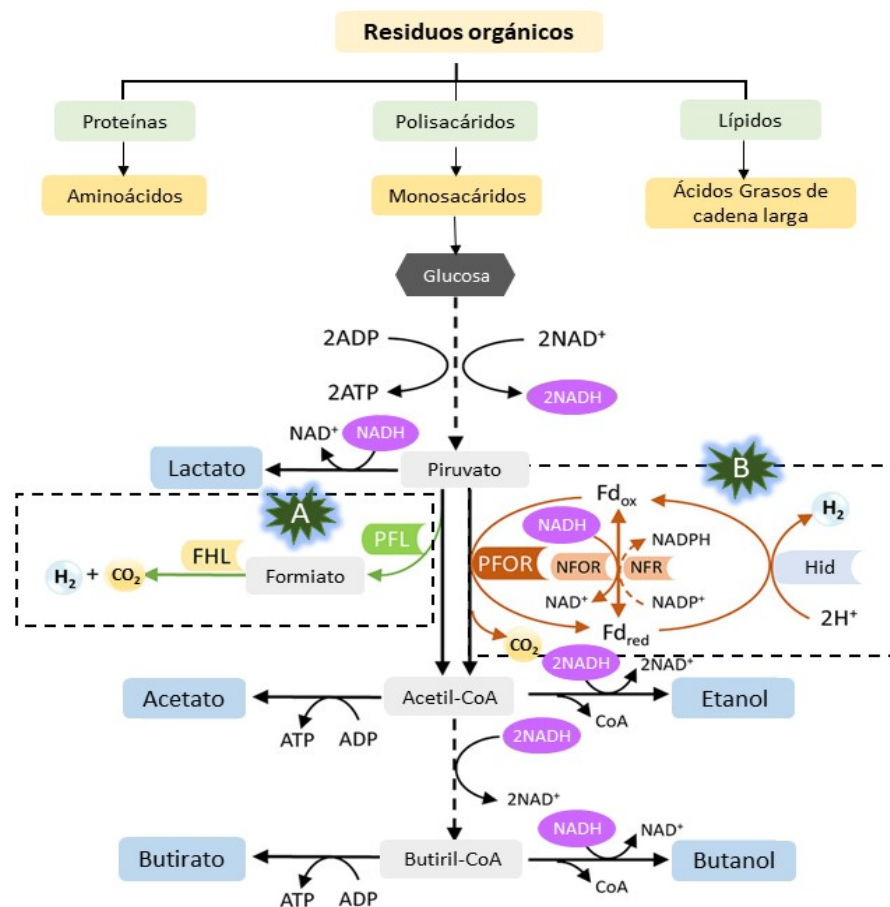 Residuos orgánicos
Proteínas
Polisacáridos
Lípidos
Aminoácidos
Monosacáridos
Ácidos Grasos de
cadena larga
Glucosa
2ADP
2NAD⁺
2ATP
2NADH
NAD⁺
NADH
Lactato
Piruvato
B
A
Fd_ox
H₂
NADH
NADPH
PFL
FHL
PFOR
NFOR
NFR
Hid
H₂ + CO₂
Formiato
NAD⁺
NADP⁺
Fd_red
2H⁺
CO₂
2NADH
2NAD⁺
Acetato
Acetil-CoA
Etanol
ATP
ADP
CoA
2NADH
2NAD⁺
NADH
NAD⁺
Butirato
Butiril-CoA
Butanol
ATP
ADP
CoA